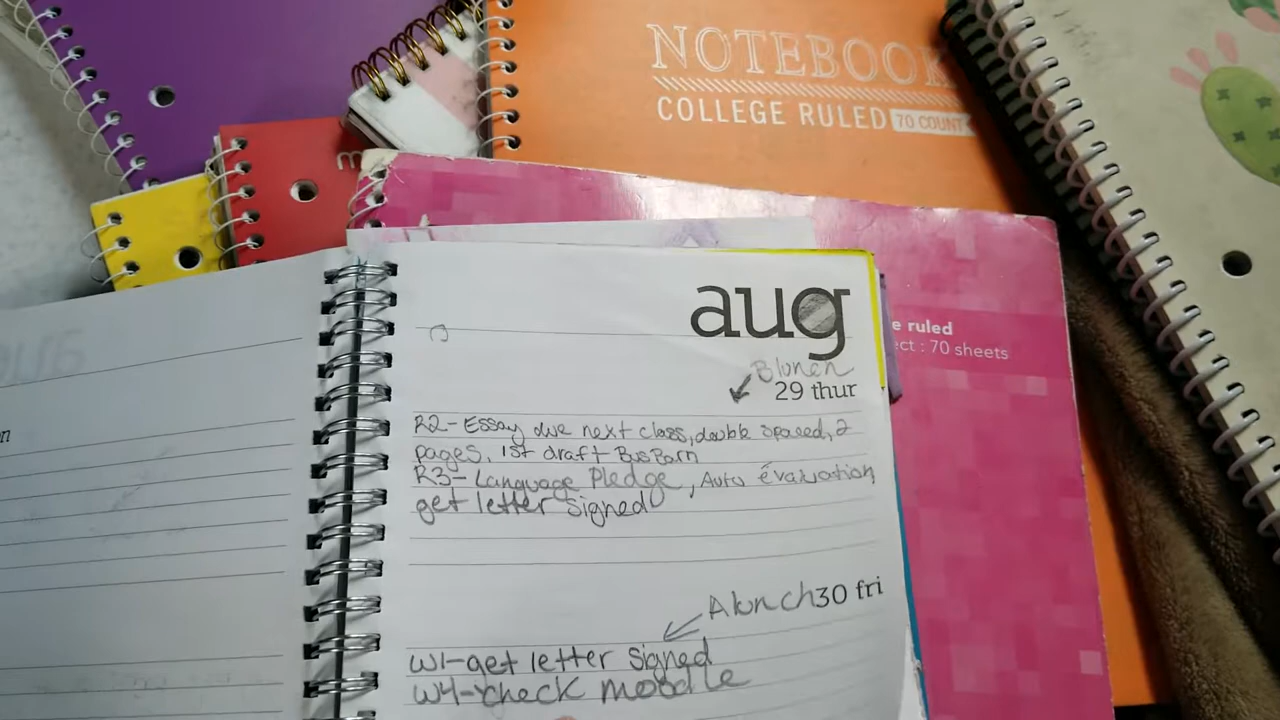 NOTEBOOK
COLLEGE RULED 70 COUNT
e ruled
ect : 70 sheets
aug
B lunch
29 thur
R2-Essay due next class, double spaced, 2
pages, 1st draft BusBarn
R3-Language Pledge, Auto évaluation,
get letter signed
A lunch 30 fri
W1-get letter signed
W4-check moodle